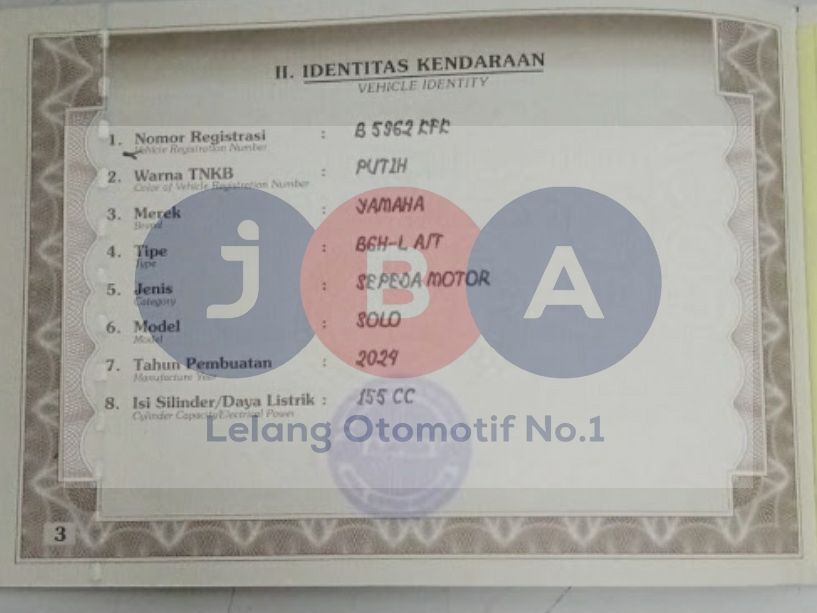 II. IDENTITAS KENDARAAN
VEHICLE IDENTITY
1. Nomor Registrasi : B 5962 KFK
Vehicle Registration Number
2. Warna TNKB : PUTIH
Color of Vehicle Registration Number
3. Merek : YAMAHA
Brand
4. Tipe : BGH-L A/T
Type
5. Jenis : SEPEDA MOTOR
Category
6. Model : SOLO
Model
7. Tahun Pembuatan : 2024
Manufacture Year
8. Isi Silinder/Daya Listrik : 155 CC
Cylinder Capacity/Electrical Power
JBA
Lelang Otomotif No.1
3